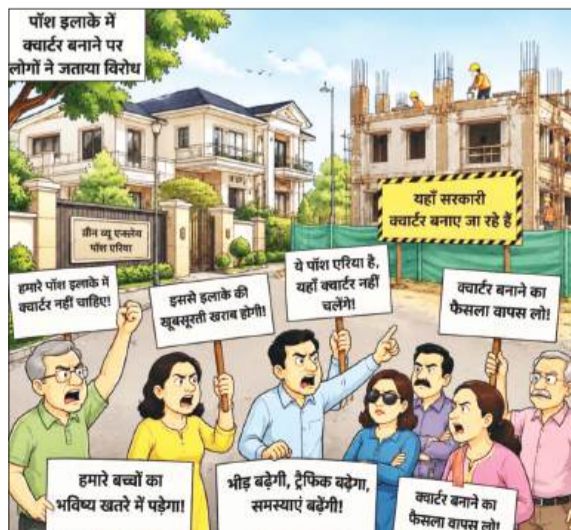 पॉश इलाके में
क्वार्टर बनाने पर
लोगों ने जताया विरोध
यहाँ सरकारी
क्वार्टर बनाए जा रहे हैं
ग्रीन व्यू एन्क्लेव
पॉश एरिया
हमारे पॉश इलाके में
क्वार्टर नहीं चाहिए!
इससे इलाके की
खूबसूरती खराब होगी!
ये पॉश एरिया है,
यहाँ क्वार्टर नहीं
चलेंगे!
क्वार्टर बनाने का
फैसला वापस लो!
हमारे बच्चों का
भविष्य खतरे में पड़ेगा!
भीड़ बढ़ेगी, ट्रैफिक बढ़ेगा,
समस्याएं बढ़ेंगी!
क्वार्टर बनाने का
फैसला वापस लो!